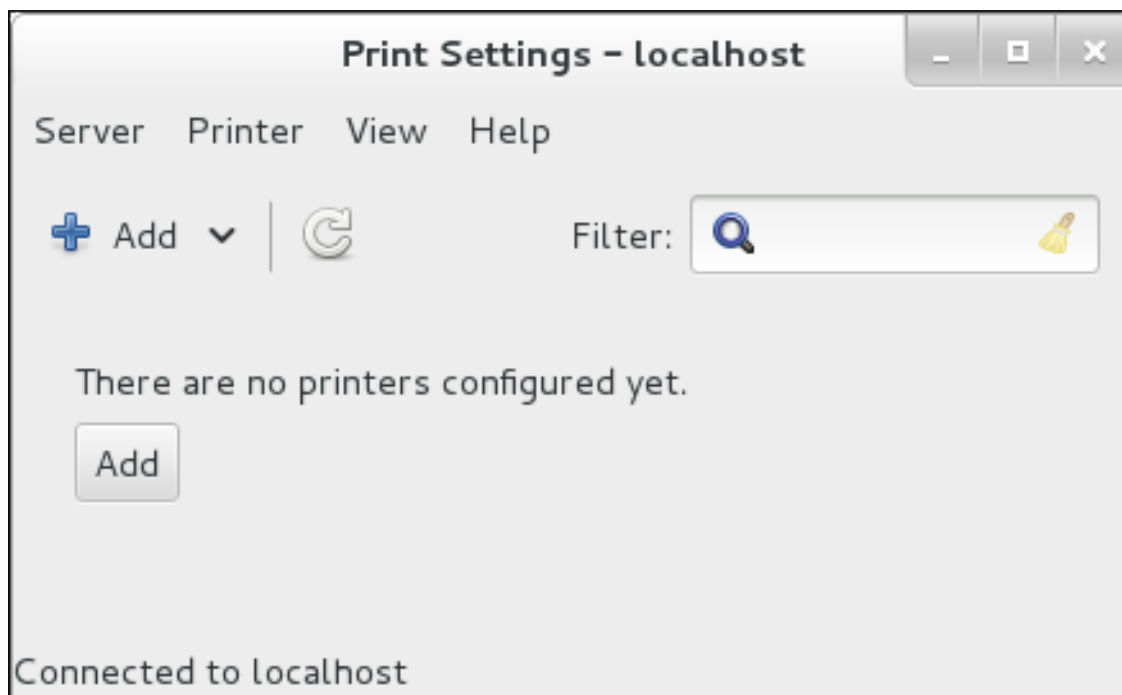 Print Settings – localhost
Server Printer View Help
Add Filter:
There are no printers configured yet.
Add
Connected to localhost